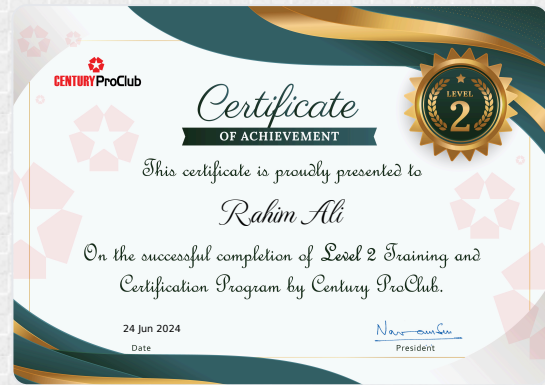 CENTURY ProClub
Certificate
OF ACHIEVEMENT
LEVEL
2
This certificate is proudly presented to
Rahim Ali
On the successful completion of Level 2 Training and
Certification Program by Century ProClub.
24 Jun 2024
Date
President